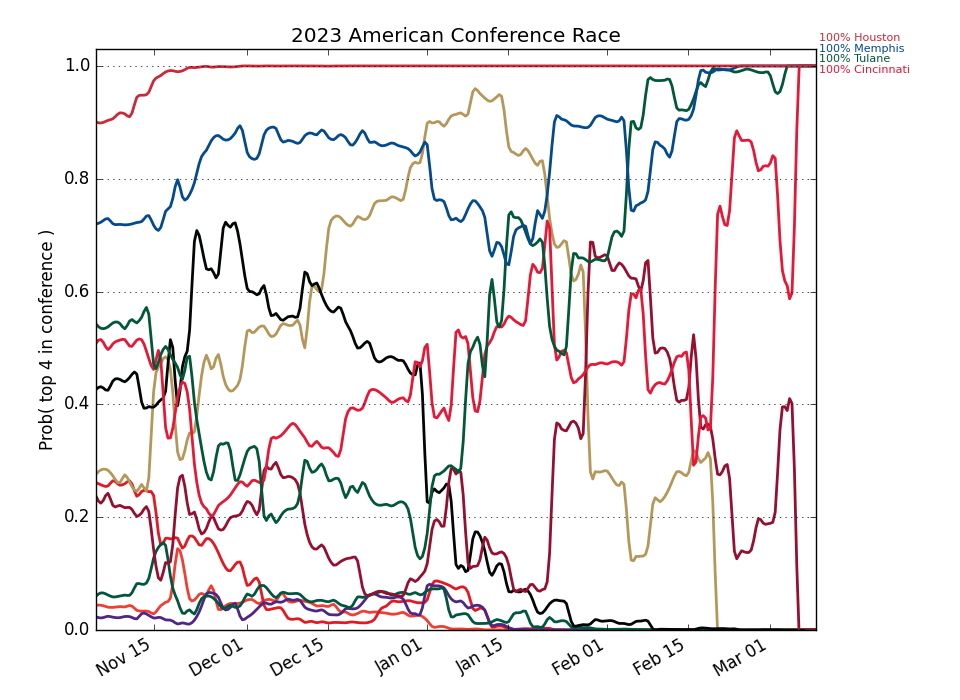 2023 American Conference Race
100% Houston
100% Memphis
100% Tulane
100% Cincinnati
Prob( top 4 in conference )
1.0
0.8
0.6
0.4
0.2
0.0
Nov 15
Dec 01
Dec 15
Jan 01
Jan 15
Feb 01
Feb 15
Mar 01